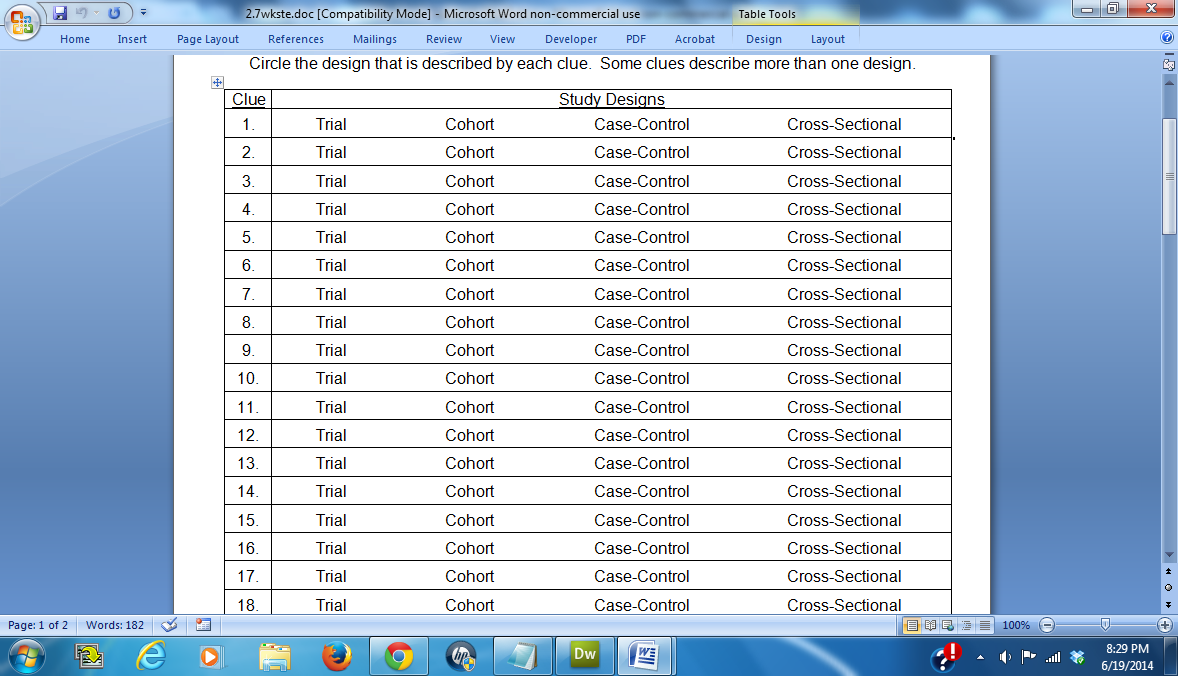 2.7wkste.doc [Compatibility Mode] - Microsoft Word non-commercial use
Table Tools
Home Insert Page Layout References Mailings Review View Developer PDF Acrobat Design Layout
Circle the design that is described by each clue.  Some clues describe more than one design.
Clue Study Designs
1. Trial Cohort Case-Control Cross-Sectional
2. Trial Cohort Case-Control Cross-Sectional
3. Trial Cohort Case-Control Cross-Sectional
4. Trial Cohort Case-Control Cross-Sectional
5. Trial Cohort Case-Control Cross-Sectional
6. Trial Cohort Case-Control Cross-Sectional
7. Trial Cohort Case-Control Cross-Sectional
8. Trial Cohort Case-Control Cross-Sectional
9. Trial Cohort Case-Control Cross-Sectional
10. Trial Cohort Case-Control Cross-Sectional
11. Trial Cohort Case-Control Cross-Sectional
12. Trial Cohort Case-Control Cross-Sectional
13. Trial Cohort Case-Control Cross-Sectional
14. Trial Cohort Case-Control Cross-Sectional
15. Trial Cohort Case-Control Cross-Sectional
16. Trial Cohort Case-Control Cross-Sectional
17. Trial Cohort Case-Control Cross-Sectional
18. Trial Cohort Case-Control Cross-Sectional
Page: 1 of 2 Words: 182 100%
hp Dw
8:29 PM
6/19/2014